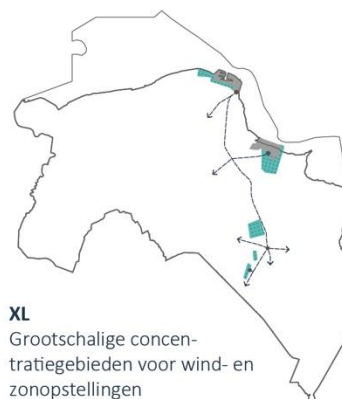 XL
Grootschalige concen-
tratiegebieden voor wind- en
zonopstellingen